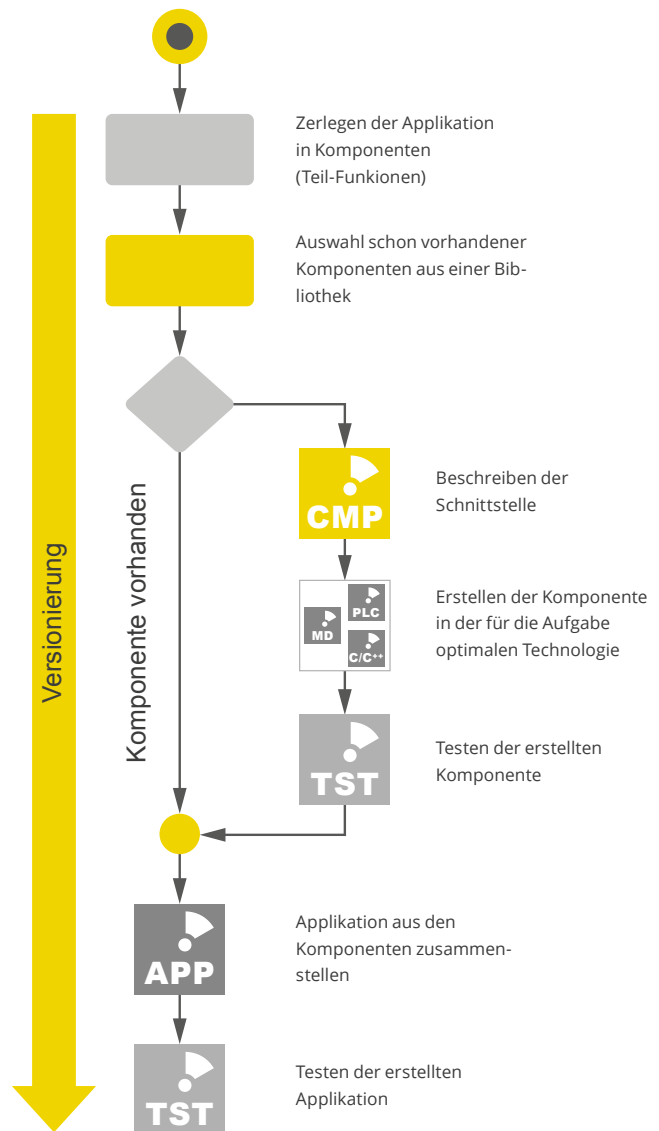 Zerlegen der Applikation
in Komponenten
(Teil-Funkionen)
Auswahl schon vorhandener
Komponenten aus einer Bib-
liothek
Versionierung
Komponente vorhanden
CMP
Beschreiben der
Schnittstelle
PLC
MD
C/C++
Erstellen der Komponente
in der für die Aufgabe
optimalen Technologie
TST
Testen der erstellten
Komponente
APP
Applikation aus den
Komponenten zusammen-
stellen
TST
Testen der erstellten
Applikation